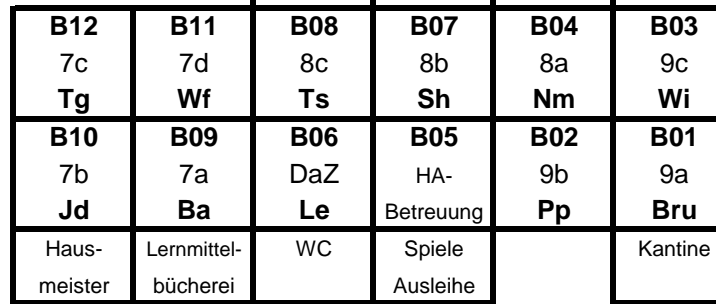 B12 B11 B08 B07 B04 B03
7c 7d 8c 8b 8a 9c
Tg Wf Ts Sh Nm Wi
B10 B09 B06 B05 B02 B01
7b 7a DaZ HA- 9b 9a
Jd Ba Le Betreuung Pp Bru
Haus- Lernmittel- WC Spiele Kantine
meister bücherei Ausleihe